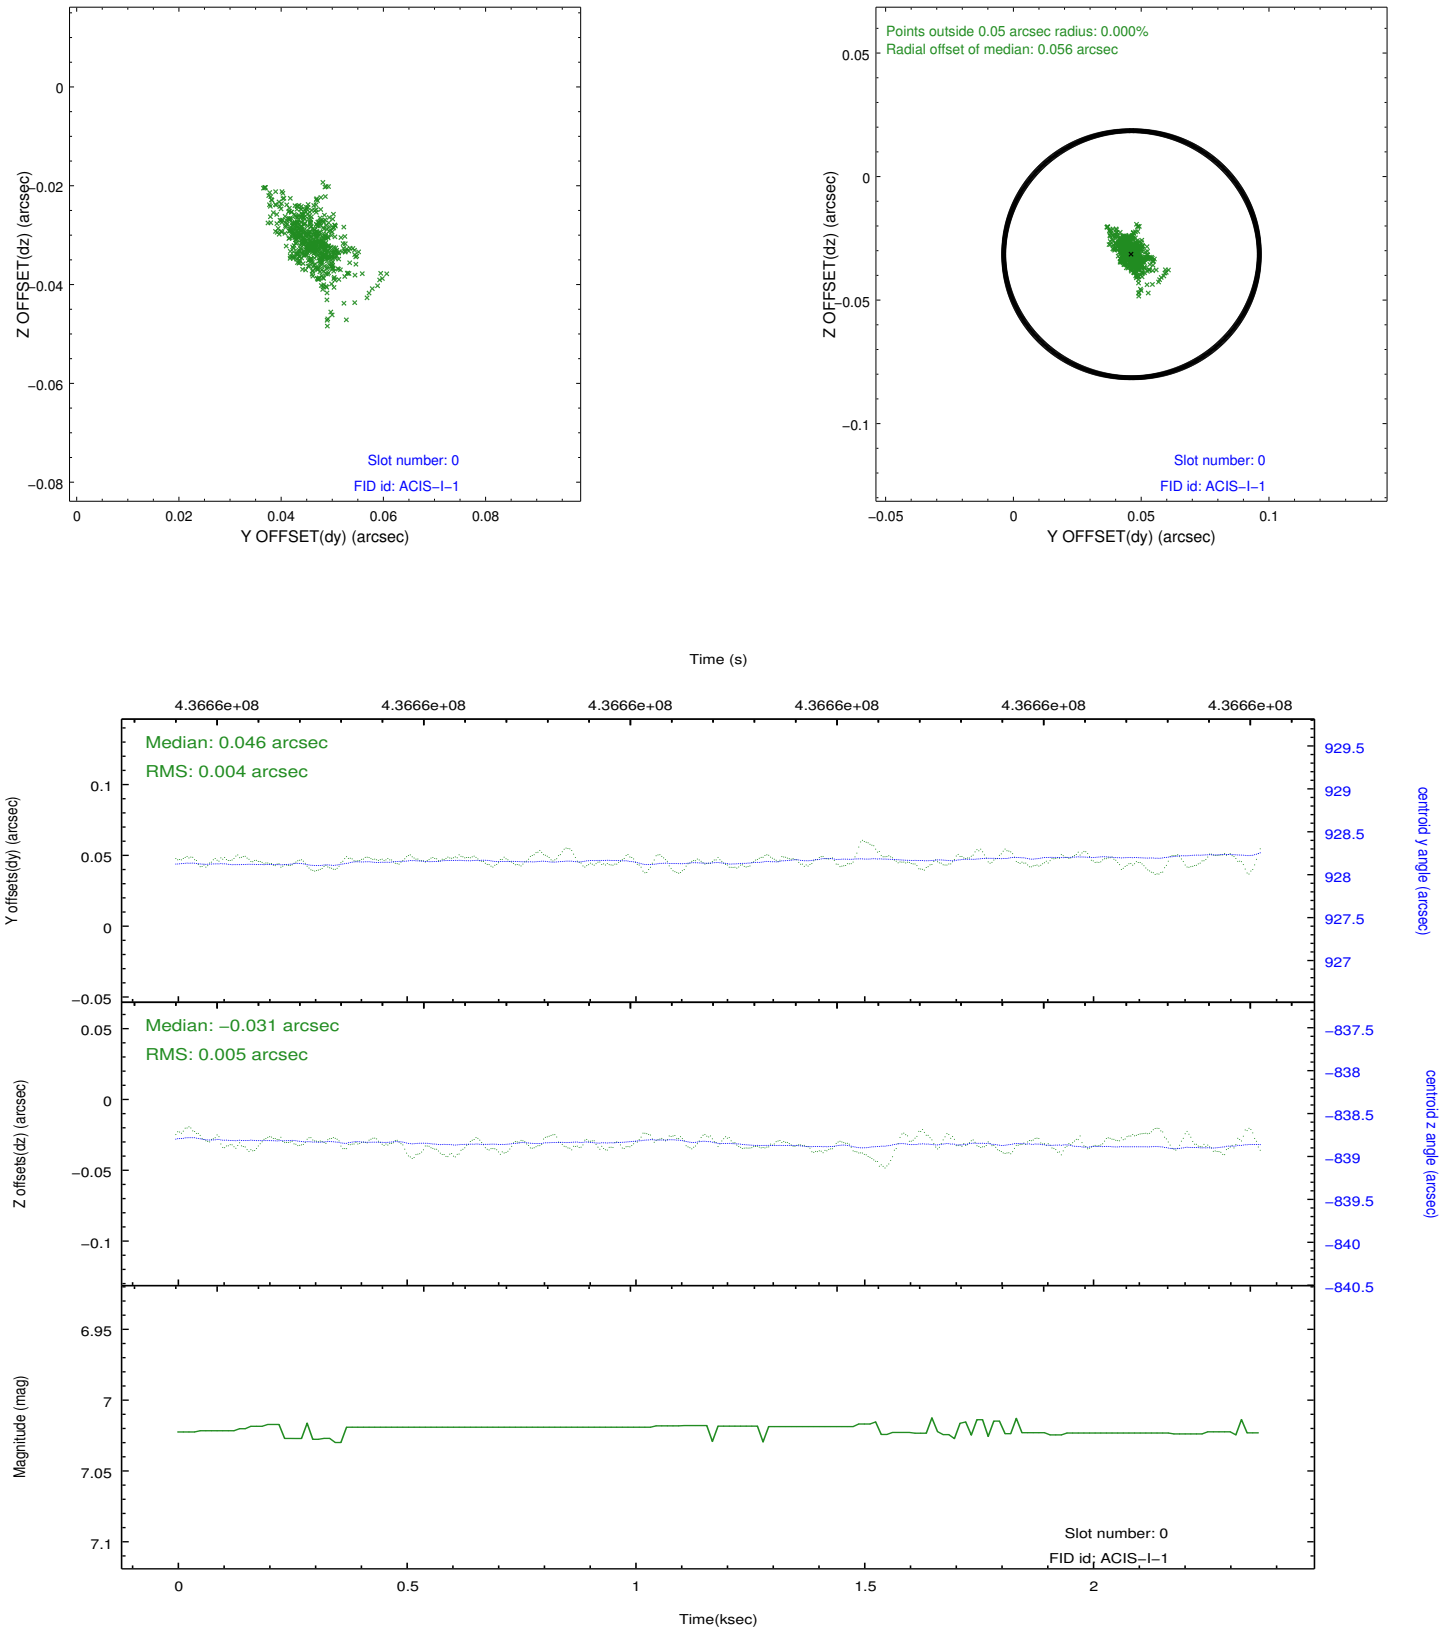 0
−0.02
−0.04
−0.06
−0.08
Z OFFSET(dz) (arcsec)
Slot number: 0
FID id: ACIS−I−1
0
0.02
0.04
0.06
0.08
Y OFFSET(dy) (arcsec)
Points outside 0.05 arcsec radius: 0.000%
Radial offset of median: 0.056 arcsec
0.05
0
−0.05
−0.1
Z OFFSET(dz) (arcsec)
Slot number: 0
FID id: ACIS−I−1
−0.05
0
0.05
0.1
Y OFFSET(dy) (arcsec)
Time (s)
4.3666e+08
4.3666e+08
4.3666e+08
4.3666e+08
4.3666e+08
4.3666e+08
Median: 0.046 arcsec
RMS: 0.004 arcsec
0.1
0.05
0
−0.05
Y offsets(dy) (arcsec)
929.5
929
928.5
928
927.5
927
centroid y angle (arcsec)
Median: −0.031 arcsec
RMS: 0.005 arcsec
0.05
0
−0.05
−0.1
Z offsets(dz) (arcsec)
−837.5
−838
−838.5
−839
−839.5
−840
−840.5
centroid z angle (arcsec)
6.95
7
7.05
7.1
Magnitude (mag)
Slot number: 0
FID id: ACIS−I−1
0
0.5
1
1.5
2
Time(ksec)